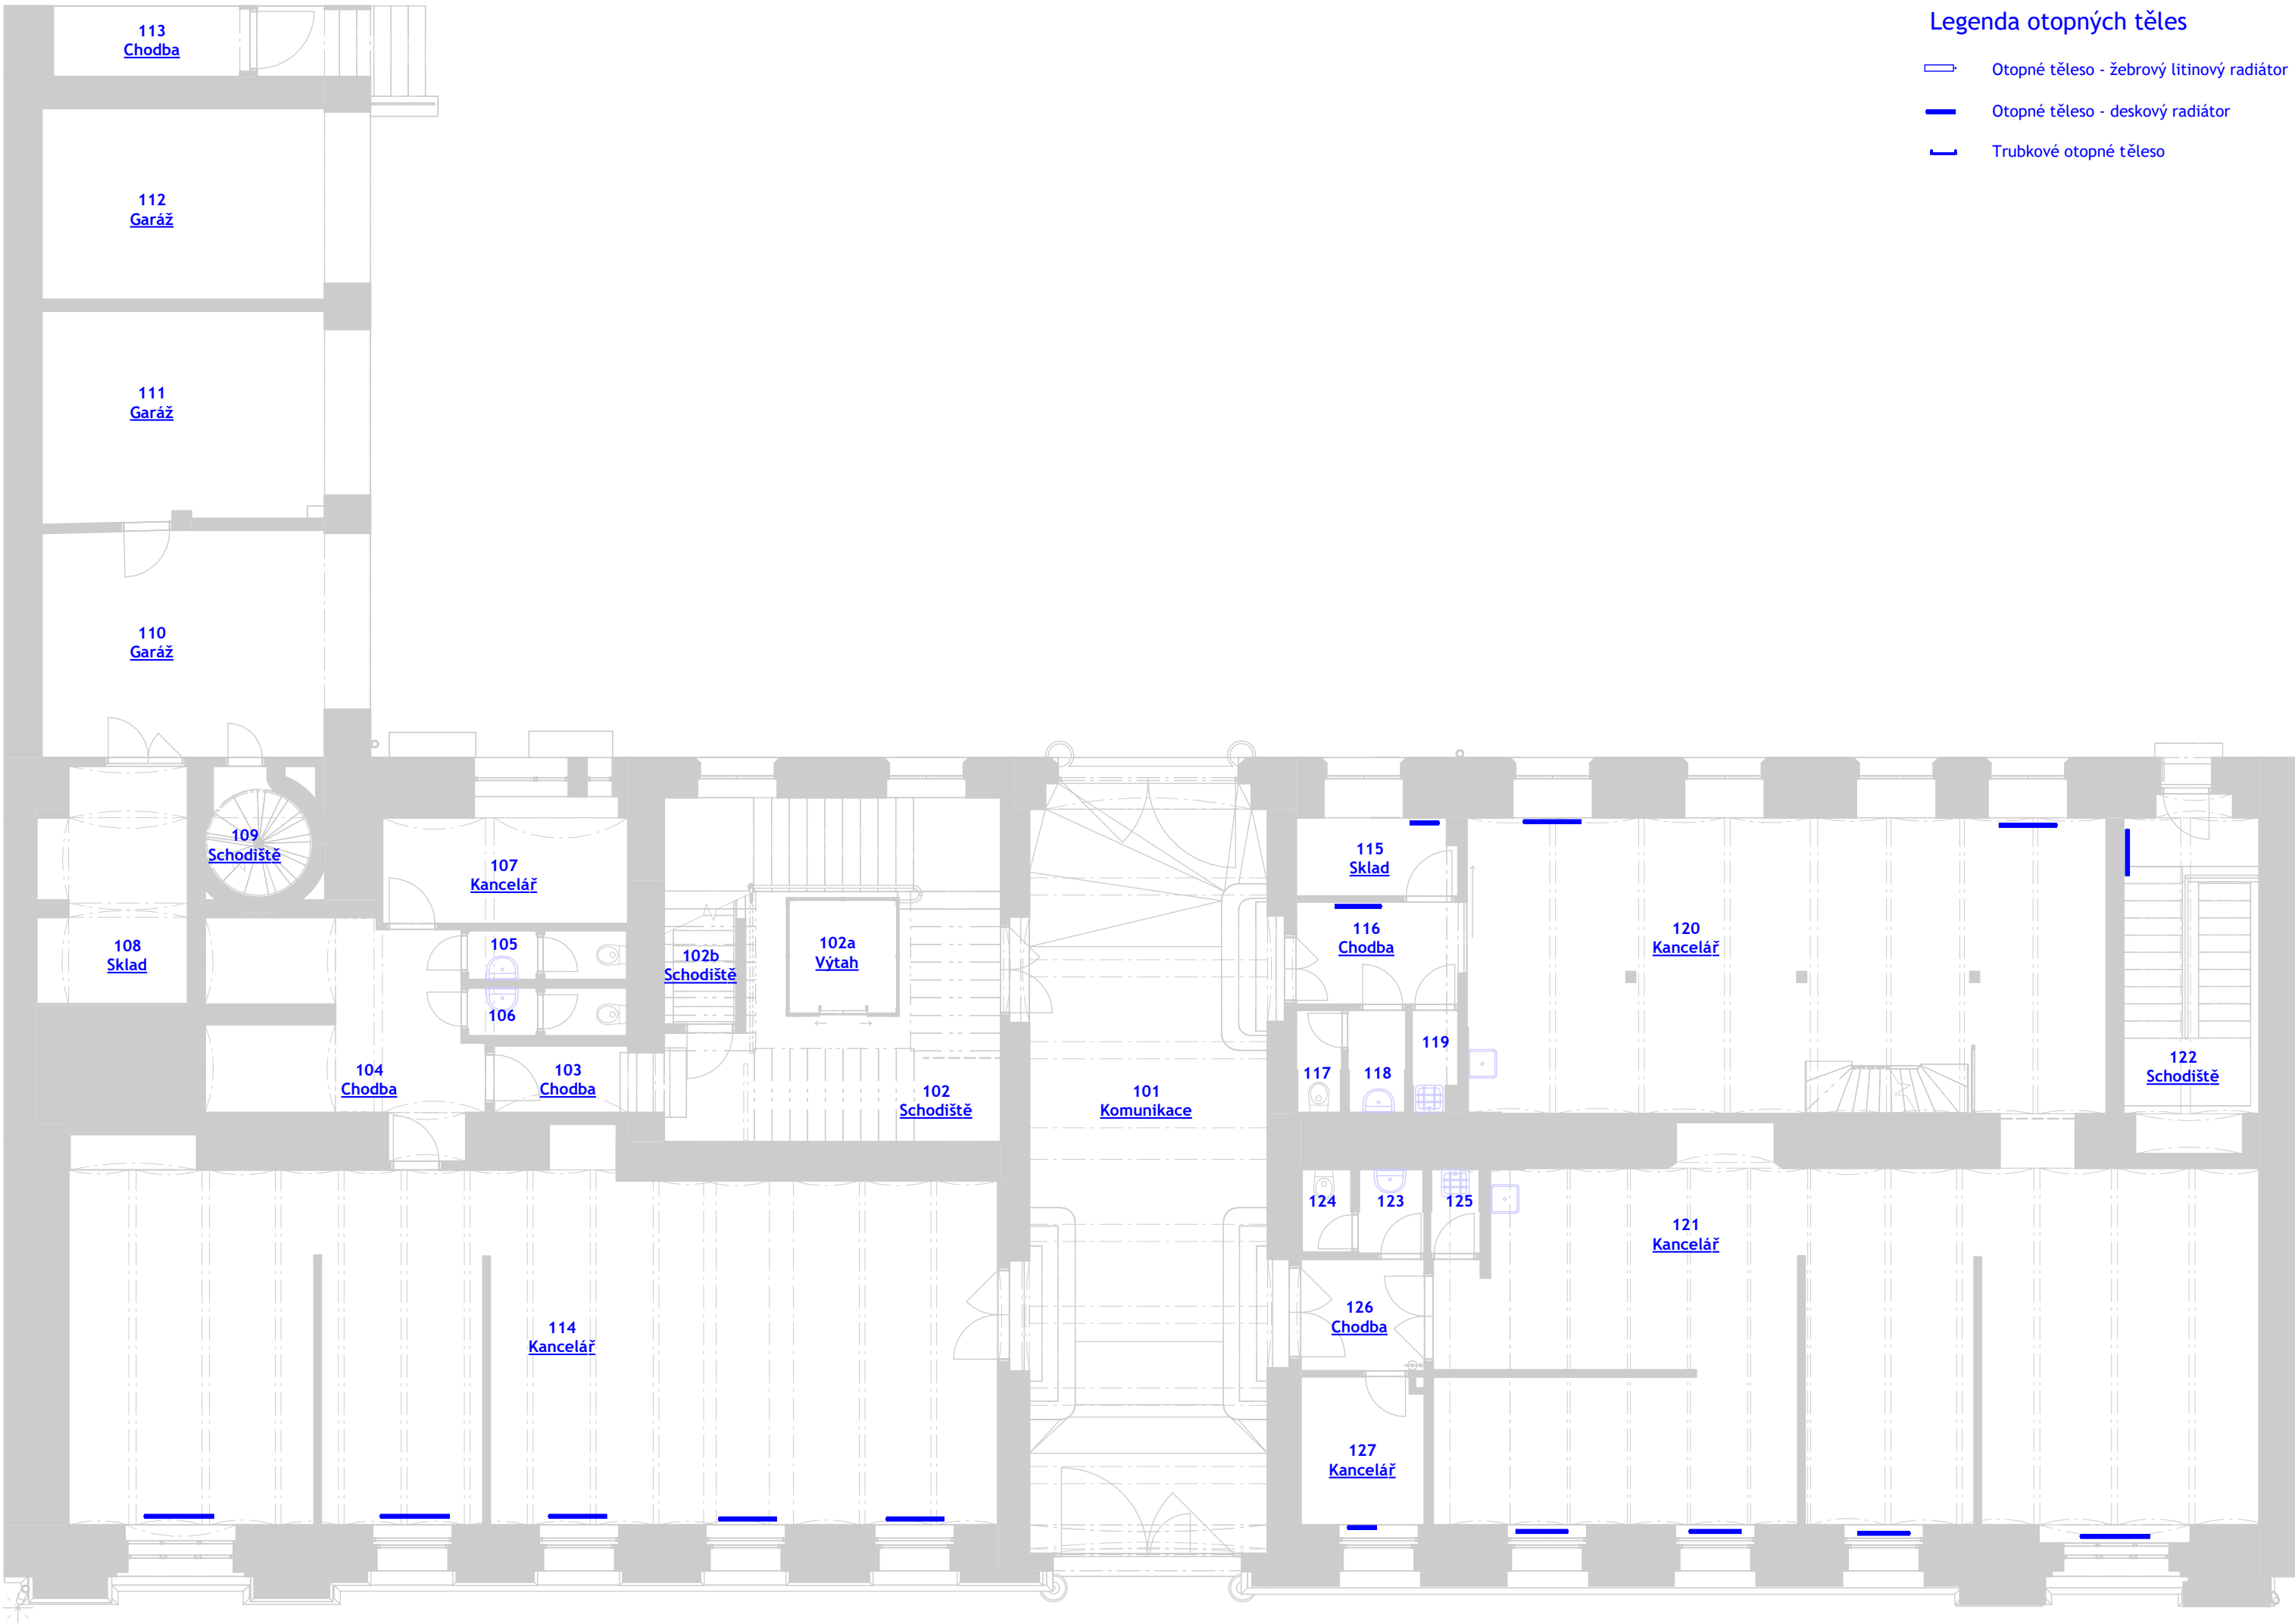 Legenda otopných těles
Otopné těleso - žebrový litinový radiátor
Otopné těleso - deskový radiátor
Trubkové otopné těleso
113
Chodba
112
Garáž
111
Garáž
110
Garáž
109
Schodiště
107
Kancelář
108
Sklad
105
106
104
Chodba
103
Chodba
102b
Schodiště
102a
Výtah
102
Schodiště
101
Komunikace
115
Sklad
116
Chodba
117
118
119
120
Kancelář
122
Schodiště
124
123
125
121
Kancelář
126
Chodba
114
Kancelář
127
Kancelář